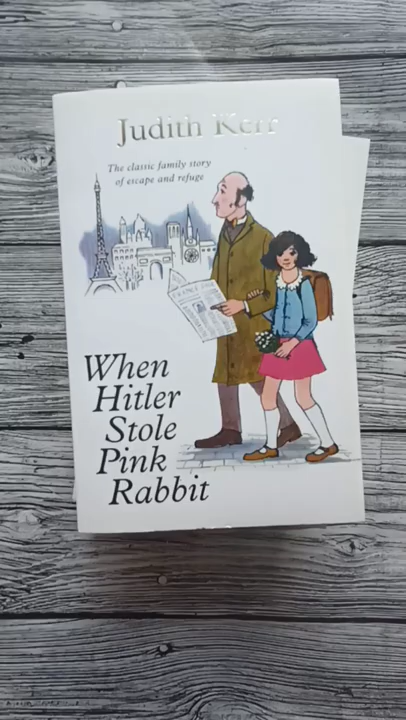 Judith Kerr
The classic family story
of escape and refuge
When
Hitler
Stole
Pink
Rabbit